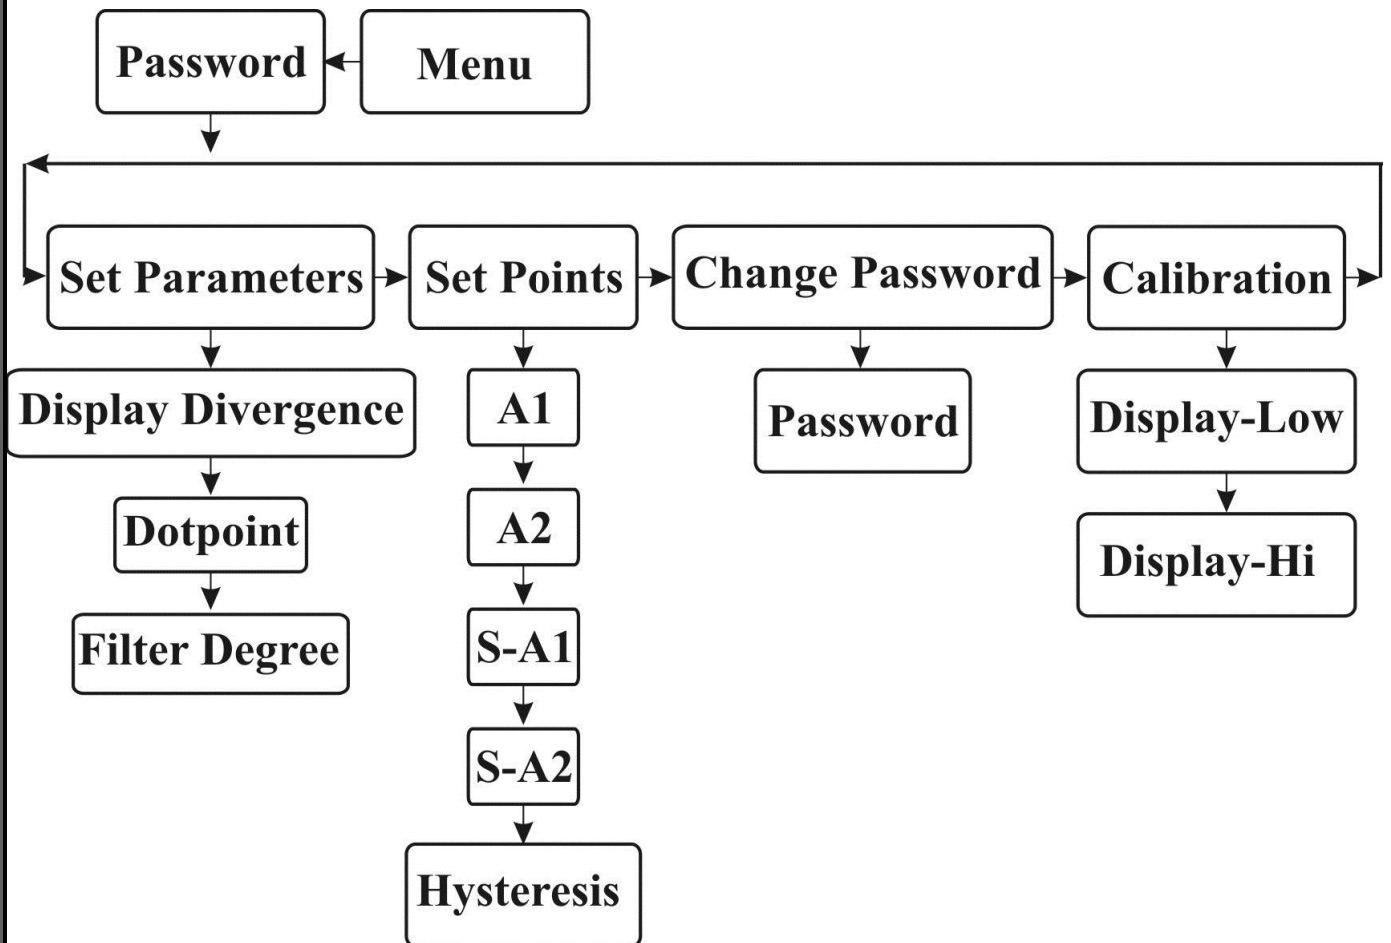 Password
Menu
Set Parameters
Set Points
Change Password
Calibration
Display Divergence
A1
Password
Display-Low
Dotpoint
A2
Display-Hi
Filter Degree
S-A1
S-A2
Hysteresis